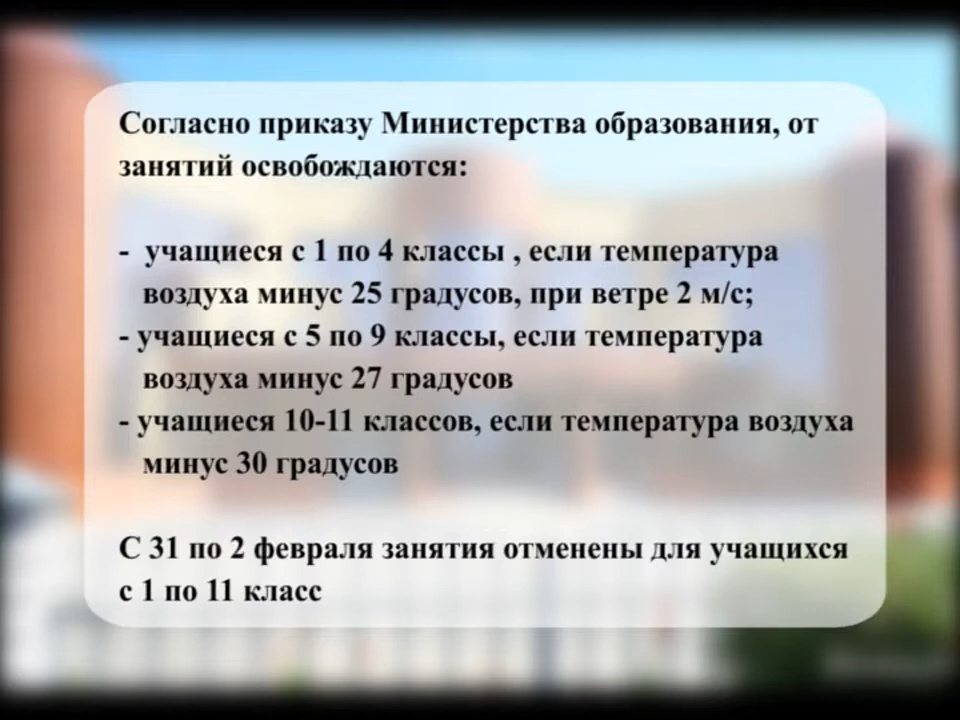 Согласно приказу Министерства образования, от
занятий освобождаются:
- учащиеся с 1 по 4 классы , если температура
воздуха минус 25 градусов, при ветре 2 м/с;
- учащиеся с 5 по 9 классы, если температура
воздуха минус 27 градусов
- учащиеся 10-11 классов, если температура воздуха
минус 30 градусов
С 31 по 2 февраля занятия отменены для учащихся
с 1 по 11 класс